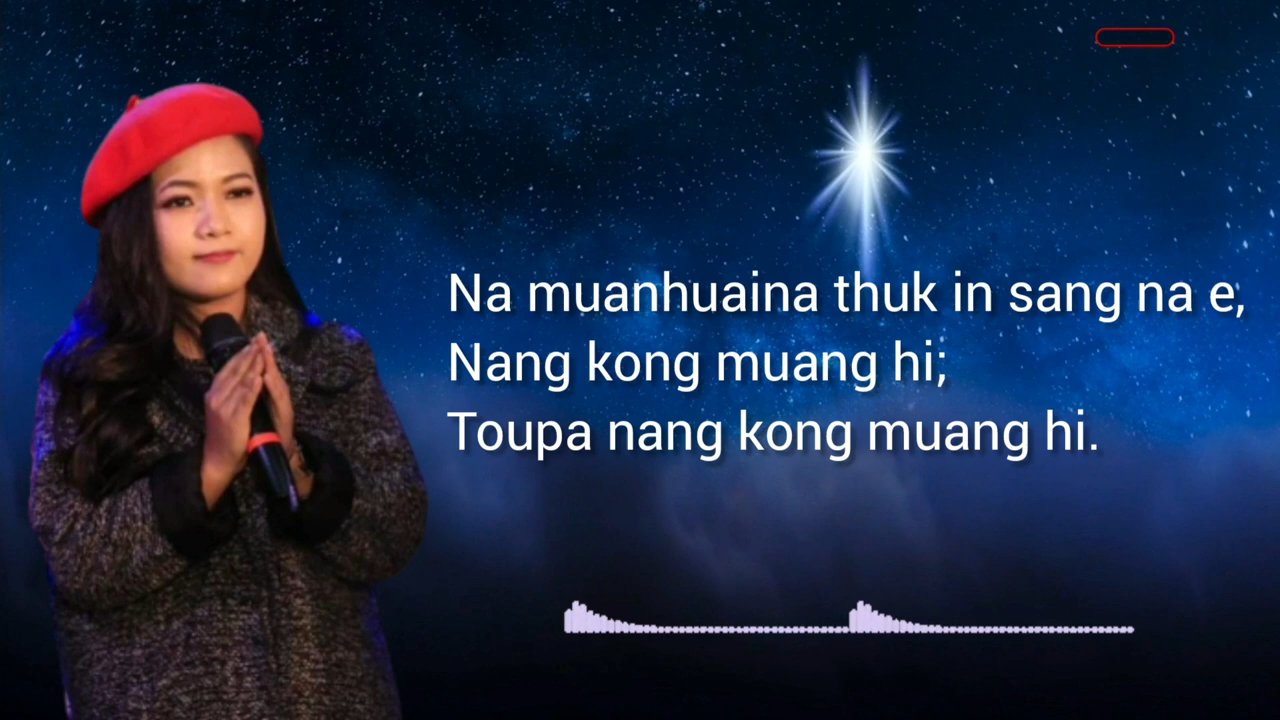 Na muanhuaina thuk in sang na e,
Nang kong muang hi;
Toupa nang kong muang hi.